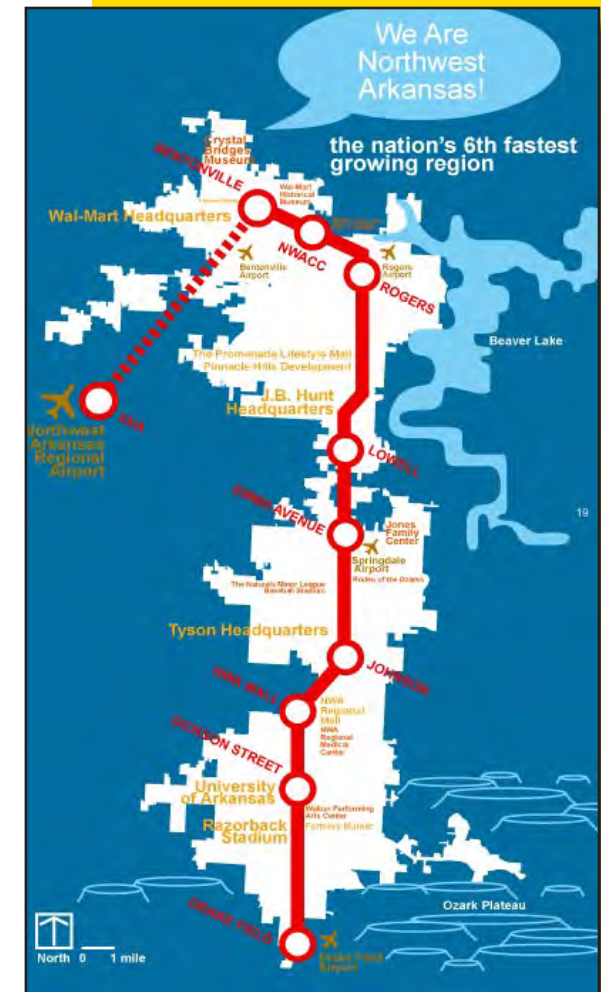 We Are
Northwest
Arkansas!
the nation's 6th fastest
growing region
Crystal
Bridges
Museum
BENTONVILLE
Wal-Mart
Historical
Museum
Wal-Mart Headquarters
NWACC
Bentonville
Airport
Rogers
Airport
ROGERS
Beaver Lake
The Promenade Lifestyle Mall
Pinnacle Hills Development
J.B. Hunt
Headquarters
XNA
Northwest
Arkansas
Regional
Airport
LOWELL
19
EMMA AVENUE
Jones
Family
Center
Springdale
Airport
Rodeo of the Ozarks
The Naturals Minor League
Baseball Stadium
Tyson Headquarters
JOHNSON
NWA MALL
NWA
Regional
Mall
NWA
Regional
Medical
Center
DICKSON STREET
University
of Arkansas
Walton Performing
Arts Center
Farmers Market
Razorback
Stadium
DRAKE FIELD
Ozark Plateau
Drake Field
Airport
North 0 1 mile